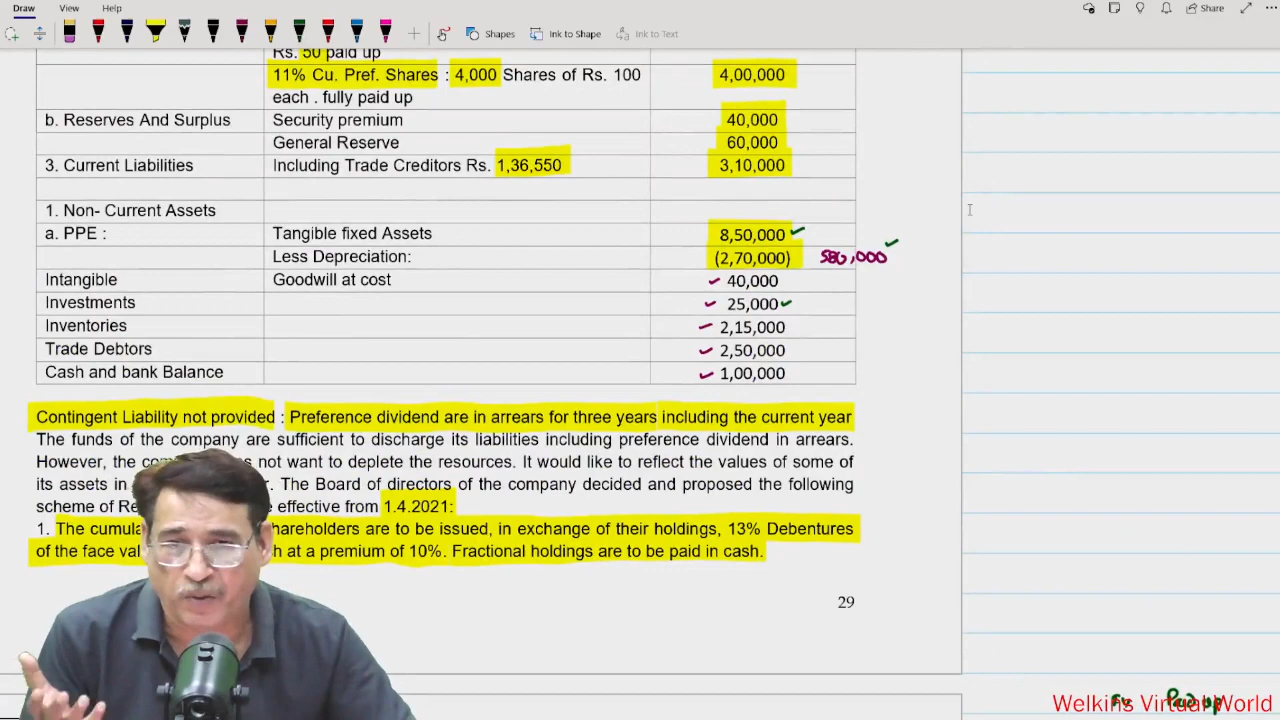 Draw View Help
Shapes Ink to Shape Ink to Text Share
Rs. 50 paid up
11% Cu. Pref. Shares : 4,000 Shares of Rs. 100 4,00,000
each . fully paid up
b. Reserves And Surplus Security premium 40,000
General Reserve 60,000
3. Current Liabilities Including Trade Creditors Rs. 1,36,550 3,10,000
1. Non- Current Assets
a. PPE : Tangible fixed Assets 8,50,000
Less Depreciation: (2,70,000) 580,000
Intangible Goodwill at cost 40,000
Investments 25,000
Inventories 2,15,000
Trade Debtors 2,50,000
Cash and bank Balance 1,00,000
Contingent Liability not provided : Preference dividend are in arrears for three years including the current year
The funds of the company are sufficient to discharge its liabilities including preference dividend in arrears.
However, the not want to deplete the resources. It would like to reflect the values of some of
its assets in The Board of directors of the company decided and proposed the following
scheme of effective from 1.4.2021:
1. The are to be issued, in exchange of their holdings, 13% Debentures
of the face at a premium of 10%. Fractional holdings are to be paid in cash.
29
Paid up
Welkins Virtual World